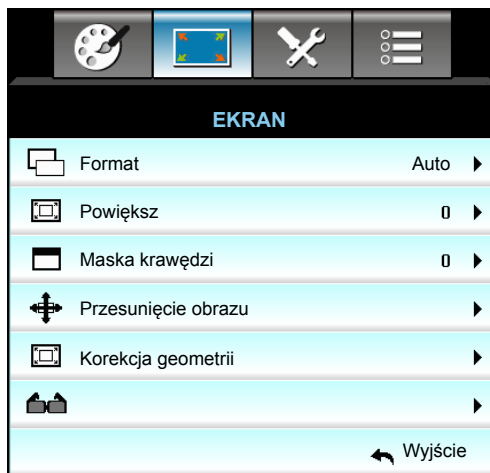 EKRAN
Format Auto
Powiększ 0
Maska krawędzi 0
Przesunięcie obrazu
Korekcja geometrii
Wyjście